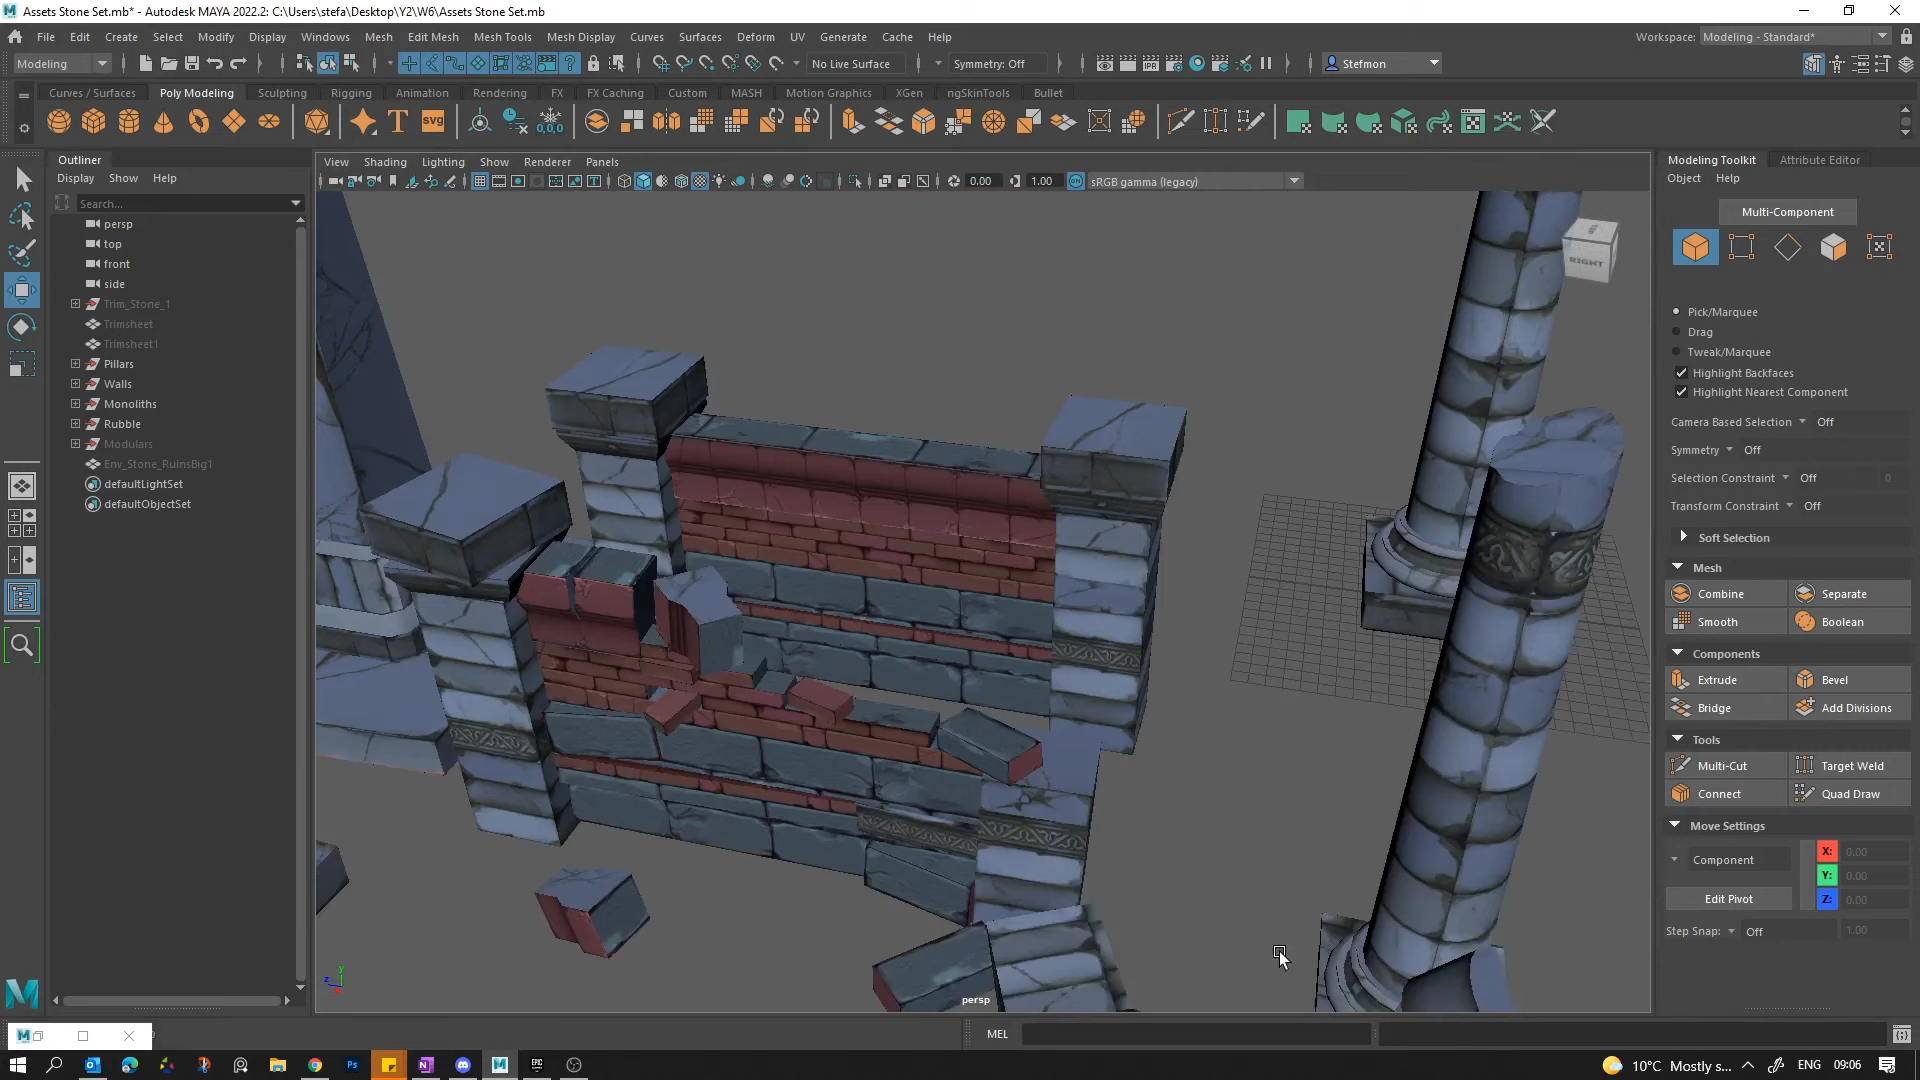 Assets Stone Set.mb* - Autodesk MAYA 2022.2: C:\Users\stefa\Desktop\Y2\W6\Assets Stone Set.mb
File Edit Create Select Modify Display Windows Mesh Edit Mesh Mesh Tools Mesh Display Curves Surfaces Deform UV Generate Cache Help
Workspace: Modeling - Standard*
Modeling
No Live Surface
Symmetry: Off
Stefmon
Curves / Surfaces Poly Modeling Sculpting Rigging Animation Rendering FX FX Caching Custom MASH Motion Graphics XGen ngSkinTools Bullet
T svg 0,0,0
Outliner
Display Show Help
Search...
persp
top
front
side
Trim_Stone_1
Trimsheet
Trimsheet1
Pillars
Walls
Monoliths
Rubble
Modulars
Env_Stone_RuinsBig1
defaultLightSet
defaultObjectSet
View Shading Lighting Show Renderer Panels
0.00 1.00 sRGB gamma (legacy)
RIGHT
y
z
persp
Modeling Toolkit Attribute Editor
Object Help
Multi-Component
Pick/Marquee
Drag
Tweak/Marquee
Highlight Backfaces
Highlight Nearest Component
Camera Based Selection Off
Symmetry Off
Selection Constraint Off 0
Transform Constraint Off
Soft Selection
Mesh
Combine Separate
Smooth Boolean
Components
Extrude Bevel
Bridge Add Divisions
Tools
Multi-Cut Target Weld
Connect Quad Draw
Move Settings
Component
X: 0.00
Y: 0.00
Edit Pivot
Z: 0.00
Step Snap: Off 1.00
MEL
10°C Mostly s... ENG 09:06